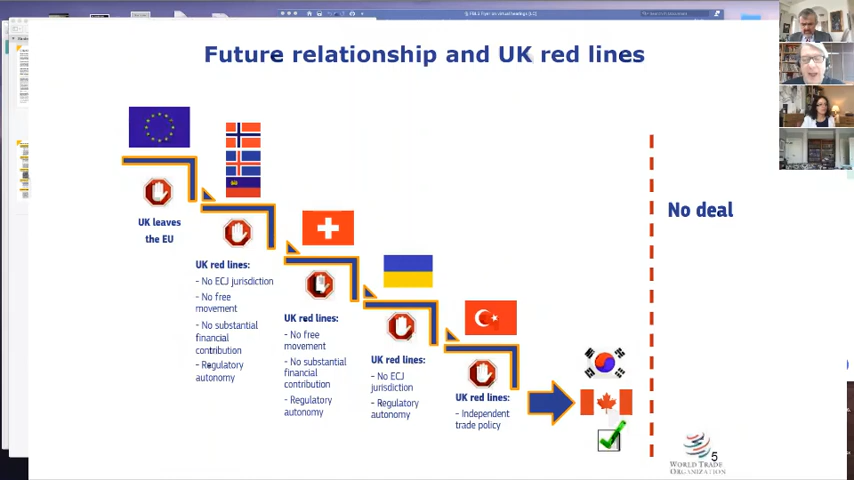 Future relationship and UK red lines
UK leaves
the EU
UK red lines:
- No ECJ jurisdiction
- No free
movement
- No substantial
financial
contribution
- Regulatory
autonomy
UK red lines:
- No free
movement
- No substantial
financial
contribution
- Regulatory
autonomy
UK red lines:
- No ECJ
jurisdiction
- Regulatory
autonomy
UK red lines:
- Independent
trade policy
No deal
5
WORLD TRADE
ORGANIZATION